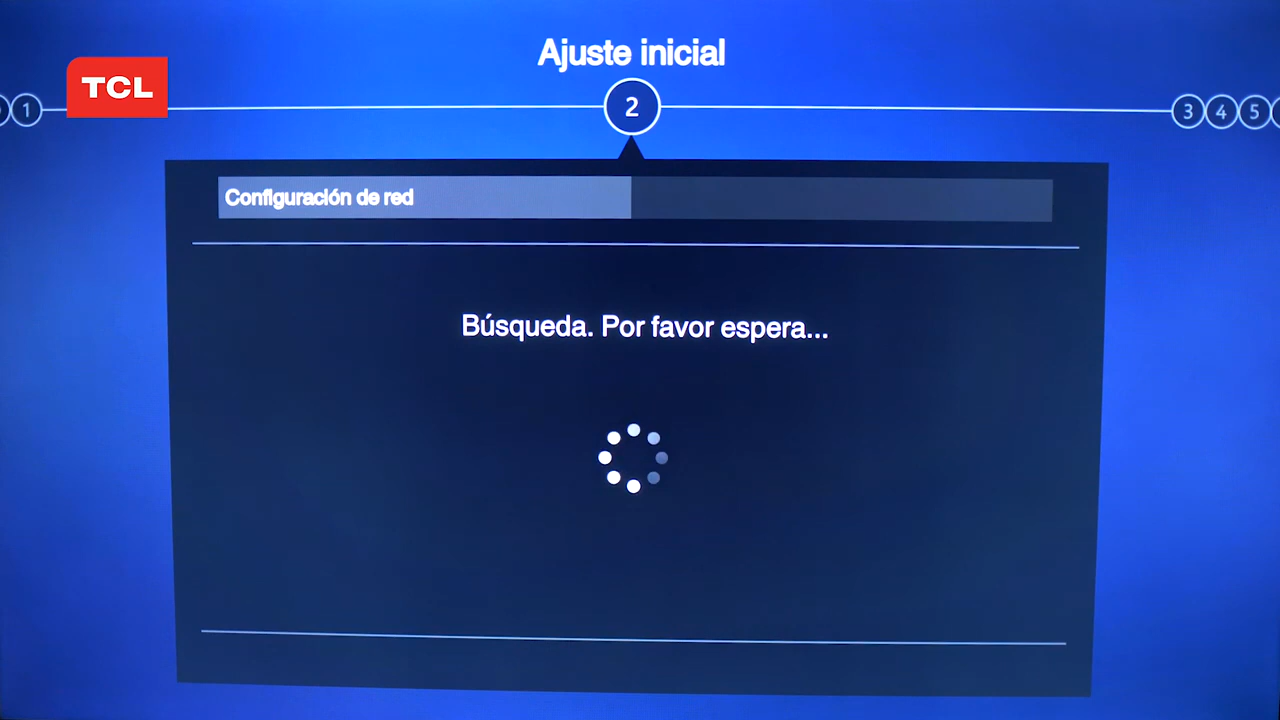 Ajuste inicial
TCL
1
2
3
4
5
Configuración de red
Búsqueda. Por favor espera...